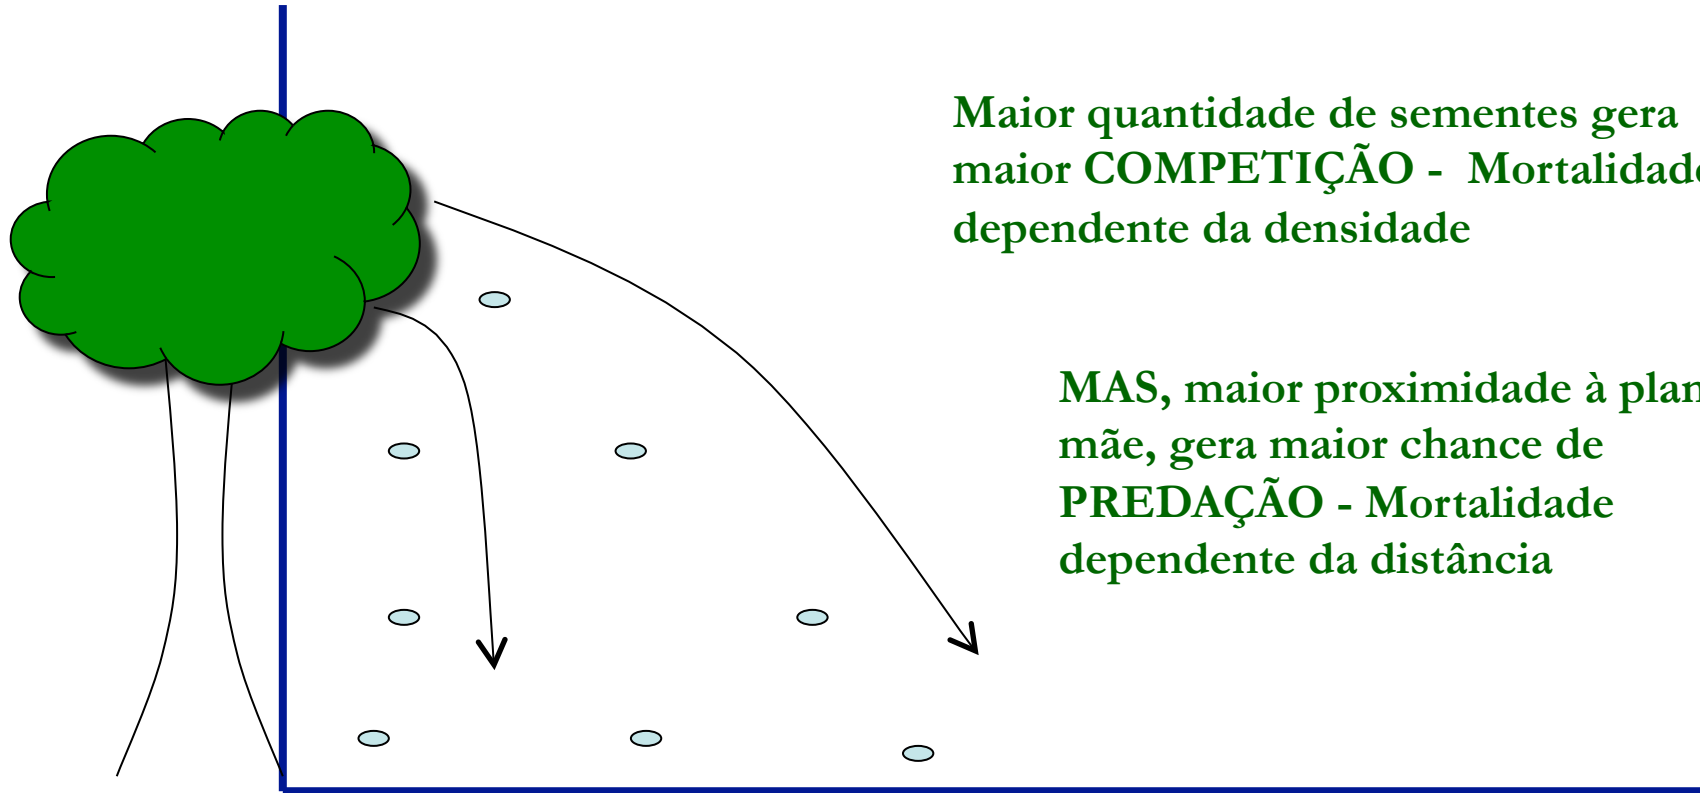 Maior quantidade de sementes gera
maior COMPETIÇÃO - Mortalidade
dependente da densidade
MAS, maior proximidade à plan
mãe, gera maior chance de
PREDAÇÃO - Mortalidade
dependente da distância